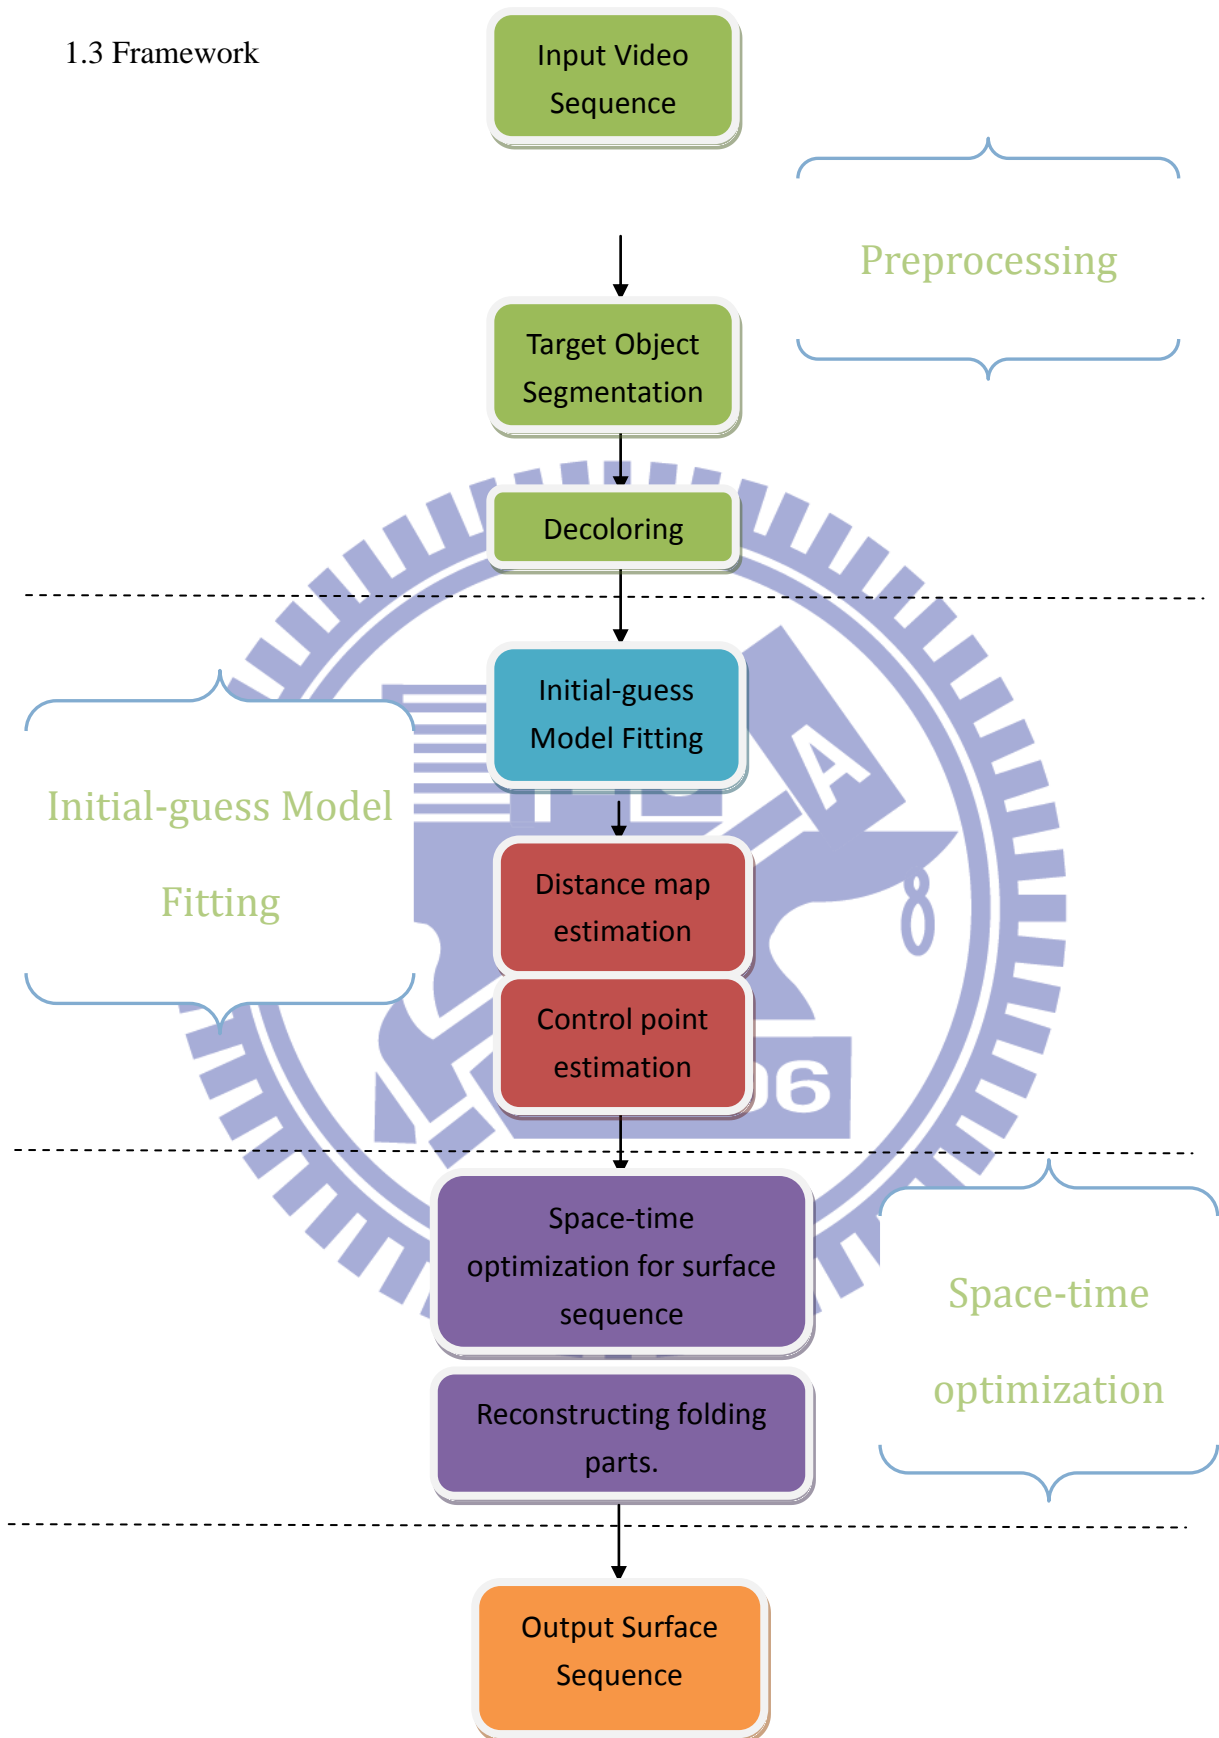 1.3 Framework
Input Video
Sequence
Preprocessing
Target Object
Segmentation
Decoloring
Initial-guess
Model Fitting
Initial-guess Model
Fitting
A
Distance map
estimation
Control point
estimation
Space-time
optimization for surface
sequence
Space-time
optimization
Reconstructing folding
parts.
Output Surface
Sequence